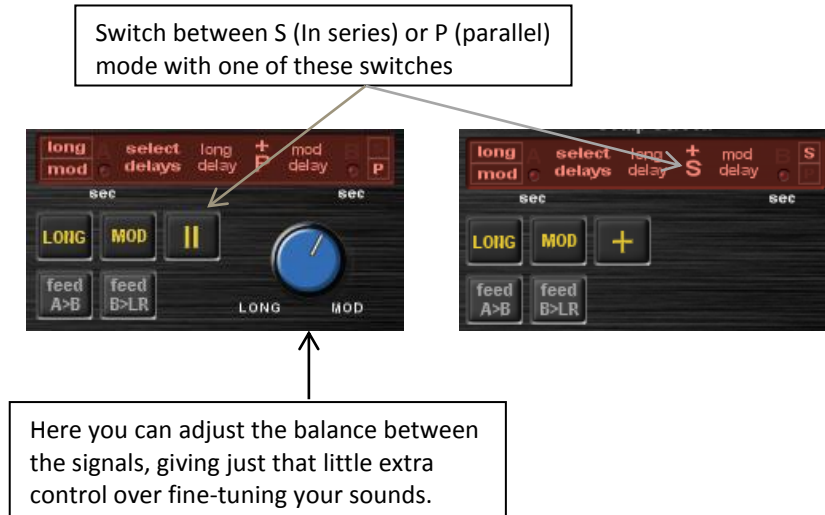 Switch between S (In series) or P (parallel)
mode with one of these switches
long A select long + mod B
mod delays delay P delay P
sec sec
LONG MOD II
feed feed
A>B B>LR
LONG MOD
long A select long + mod B S
mod delays delay S delay P
sec sec
LONG MOD +
feed feed
A>B B>LR
Here you can adjust the balance between
the signals, giving just that little extra
control over fine-tuning your sounds.